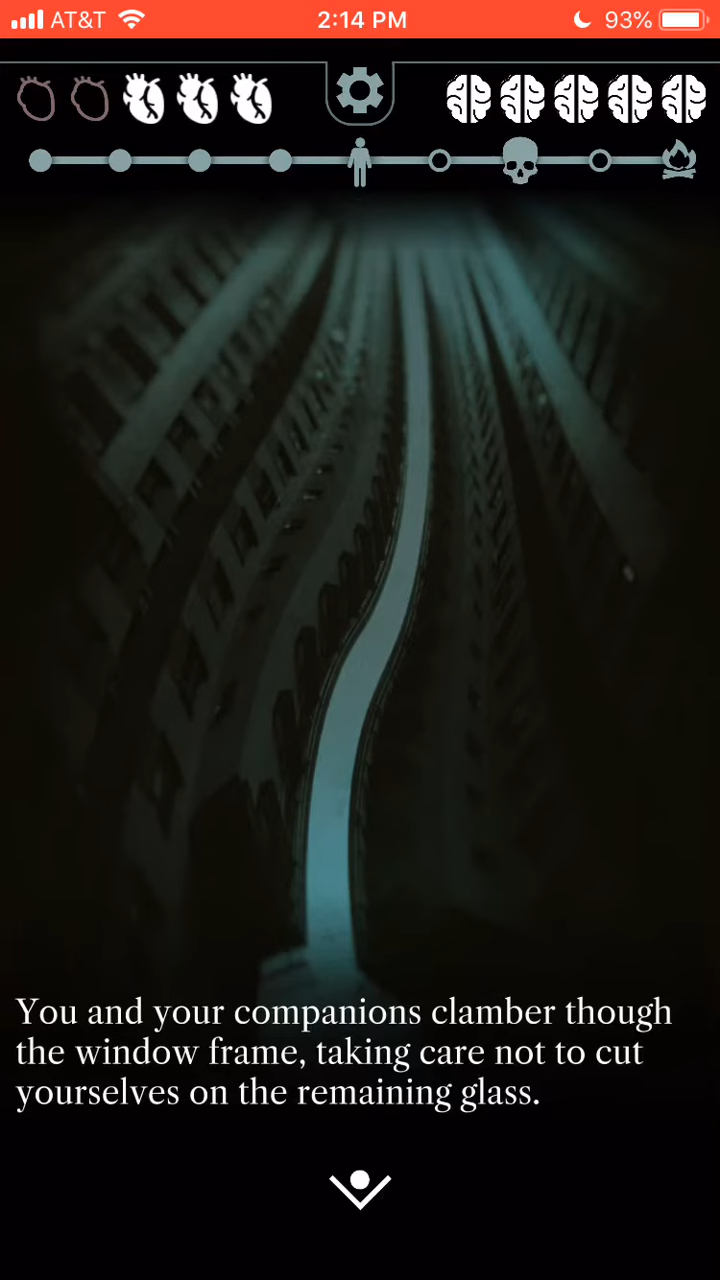 AT&T
2:14 PM
93%
You and your companions clamber though
the window frame, taking care not to cut
yourselves on the remaining glass.